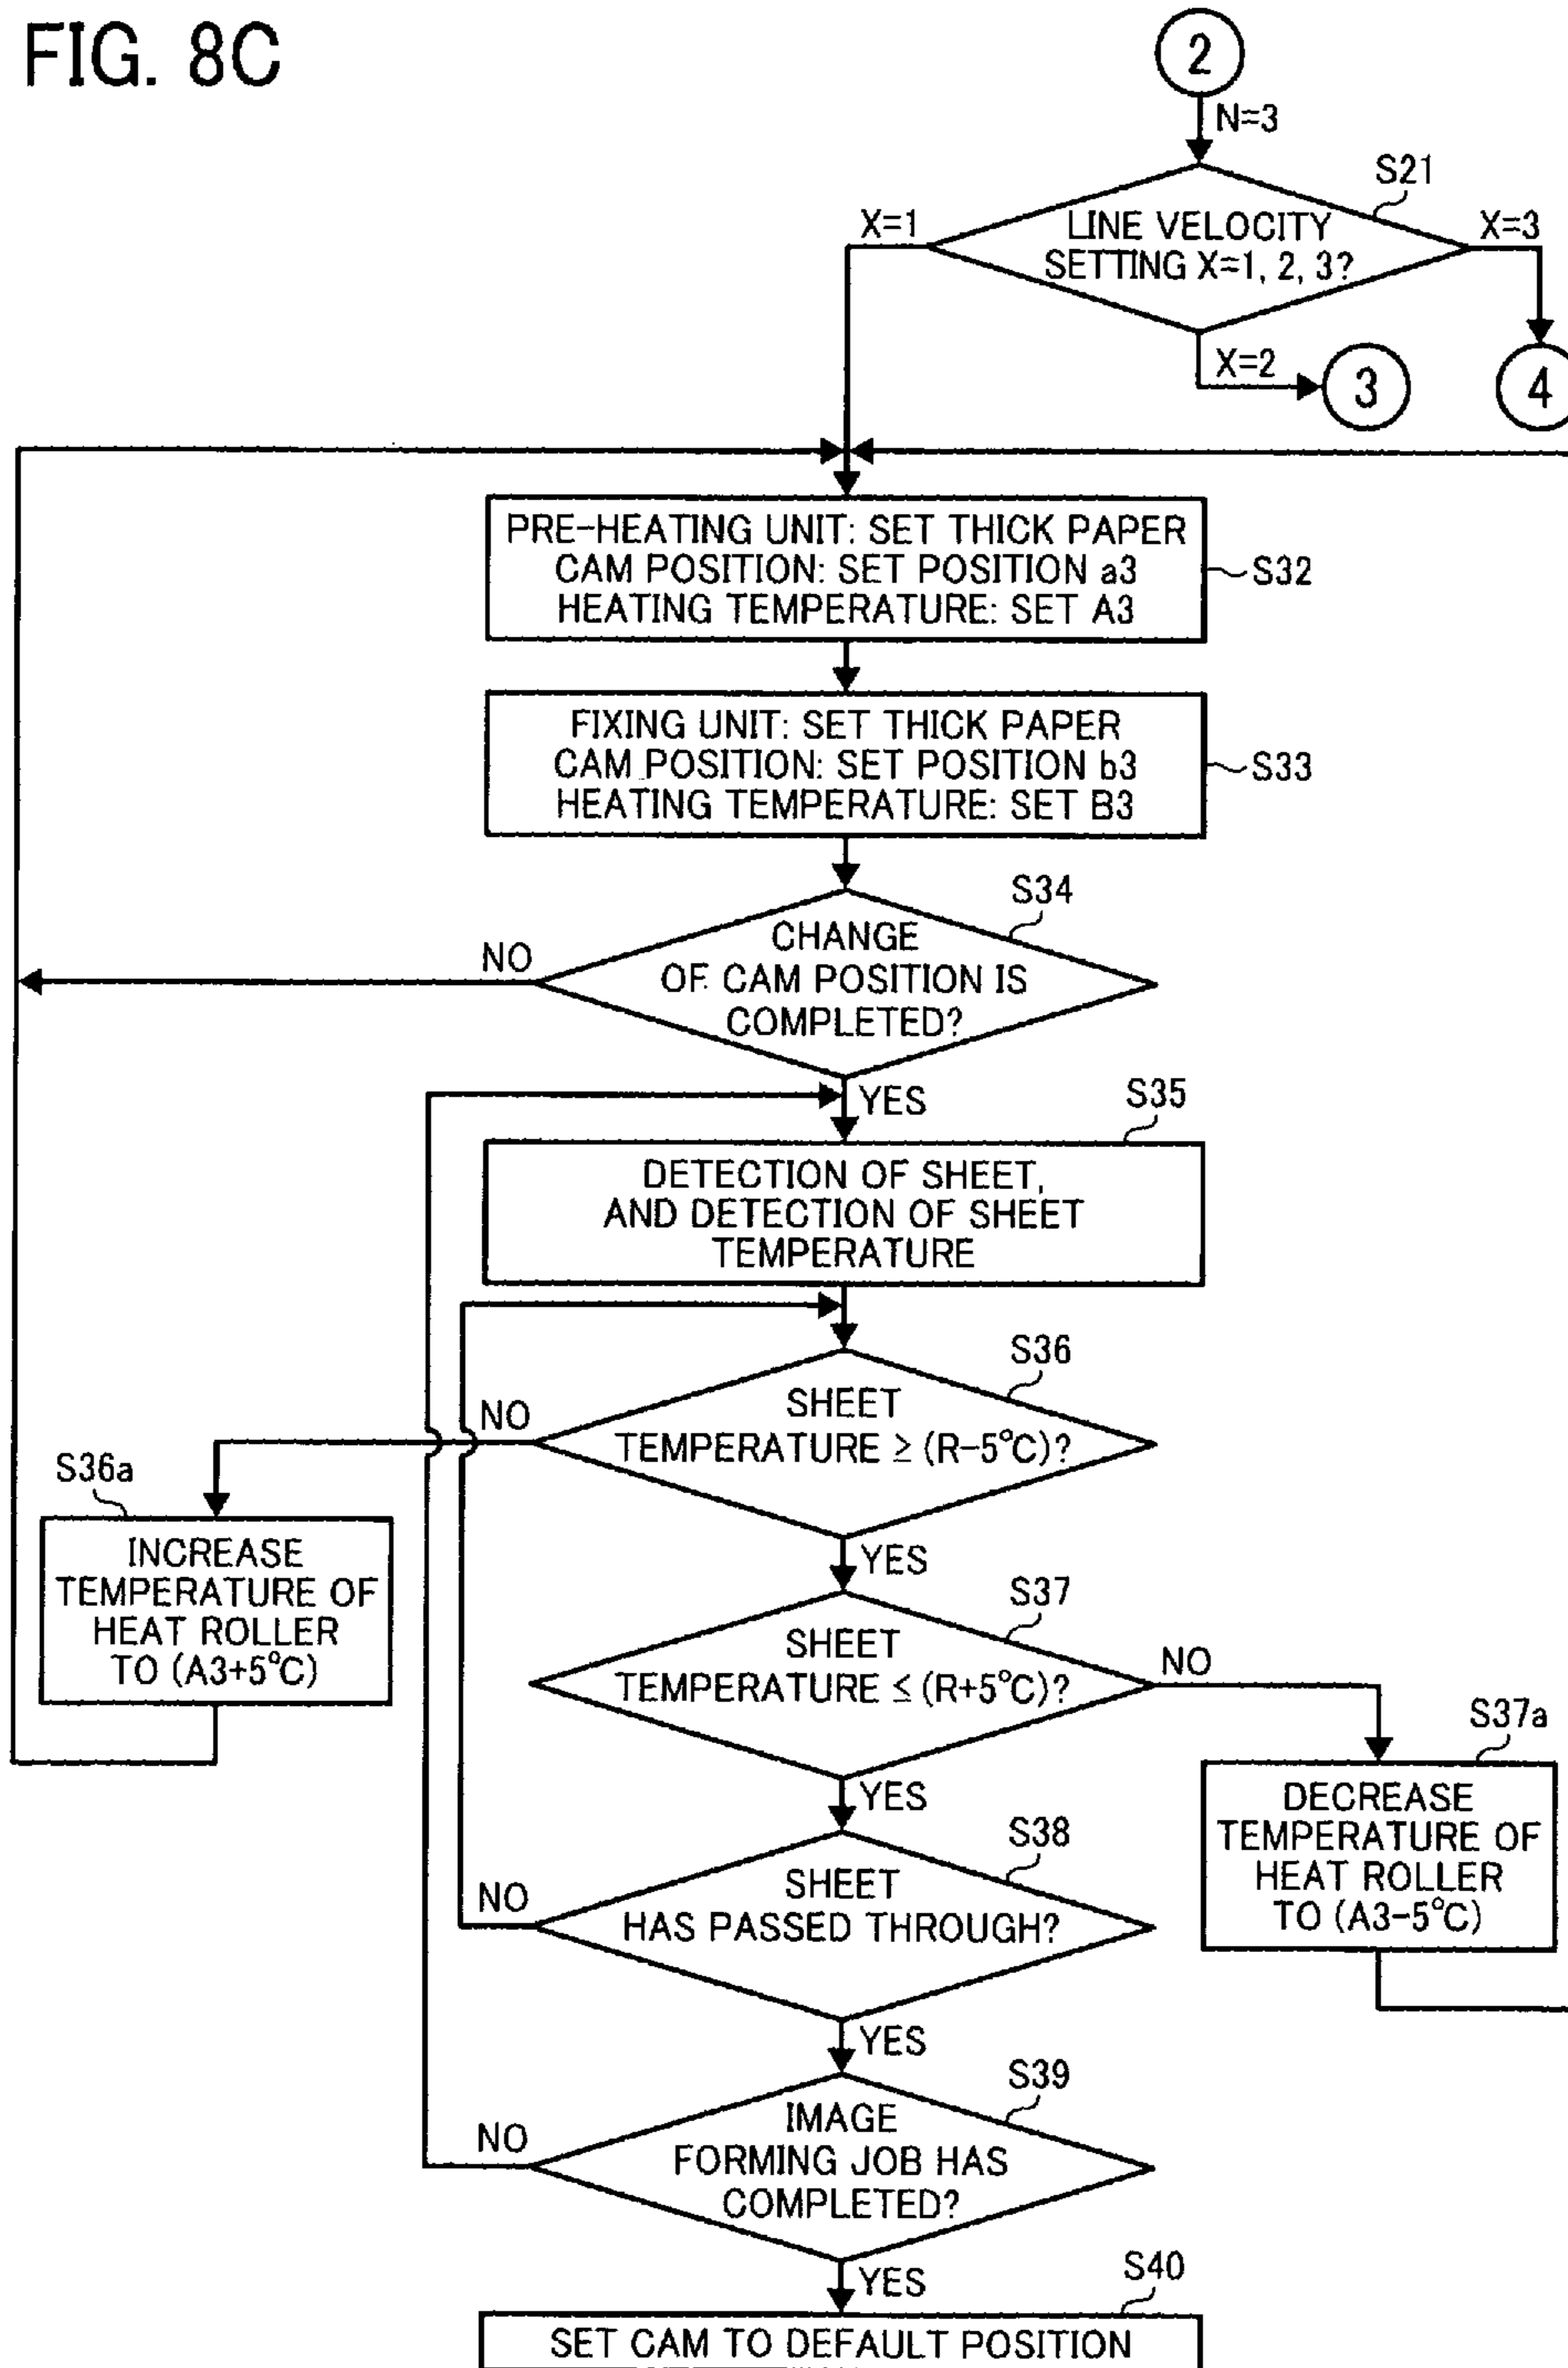 FIG. 8C
2
N=3
S21
X=1
LINE VELOCITY
SETTING X=1, 2, 3?
X=3
X=2
3
4
PRE-HEATING UNIT: SET THICK PAPER
CAM POSITION: SET POSITION a3
HEATING TEMPERATURE: SET A3
S32
FIXING UNIT: SET THICK PAPER
CAM POSITION: SET POSITION b3
HEATING TEMPERATURE: SET B3
S33
S34
NO
CHANGE
OF CAM POSITION IS
COMPLETED?
YES
S35
DETECTION OF SHEET,
AND DETECTION OF SHEET
TEMPERATURE
S36
NO
SHEET
TEMPERATURE ≥ (R−5°C)?
S36a
INCREASE
TEMPERATURE OF
HEAT ROLLER
TO (A3+5°C)
YES
S37
SHEET
TEMPERATURE ≤ (R+5°C)?
NO
S37a
DECREASE
TEMPERATURE OF
HEAT ROLLER
TO (A3−5°C)
YES
S38
NO
SHEET
HAS PASSED THROUGH?
YES
S39
NO
IMAGE
FORMING JOB HAS
COMPLETED?
YES
S40
SET CAM TO DEFAULT POSITION